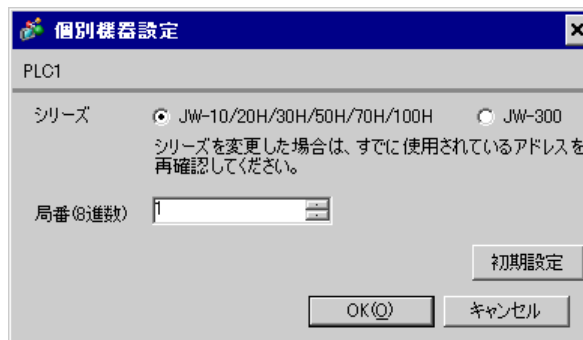 個別機器設定
PLC1
シリーズ JW-10/20H/30H/50H/70H/100H JW-300
シリーズを変更した場合は、すでに使用されているアドレスを
再確認してください。
局番(8進数) 1
初期設定
OK(O) キャンセル